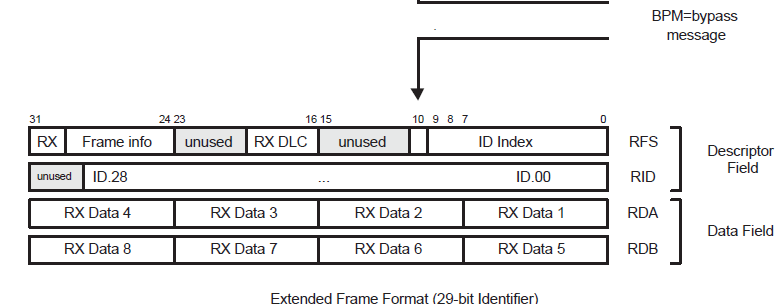 BPM=bypass
message
31 24 23 16 15 10 9 8 7 0
RX Frame info unused RX DLC unused ID Index RFS
Descriptor
Field
unused ID.28 ... ID.00 RID
RX Data 4 RX Data 3 RX Data 2 RX Data 1 RDA
Data Field
RX Data 8 RX Data 7 RX Data 6 RX Data 5 RDB
Extended Frame Format (29-bit Identifier)